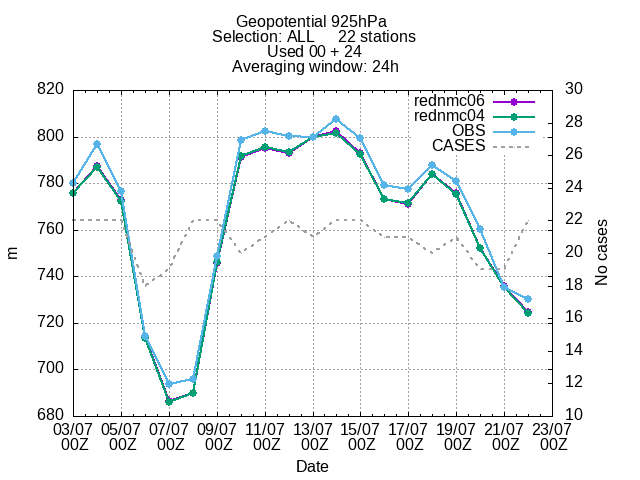 Geopotential 925hPa
Selection: ALL 22 stations
Used 00 + 24
Averaging window: 24h
820 30
rednmc06
rednmc04
OBS
CASES
800 28
780 26
760 24
740 22
720 20
700 18
680 16
14
12
10
m
No cases
03/07 05/07 07/07 09/07 11/07 13/07 15/07 17/07 19/07 21/07 23/07
00Z 00Z 00Z 00Z 00Z 00Z 00Z 00Z 00Z 00Z 00Z
Date